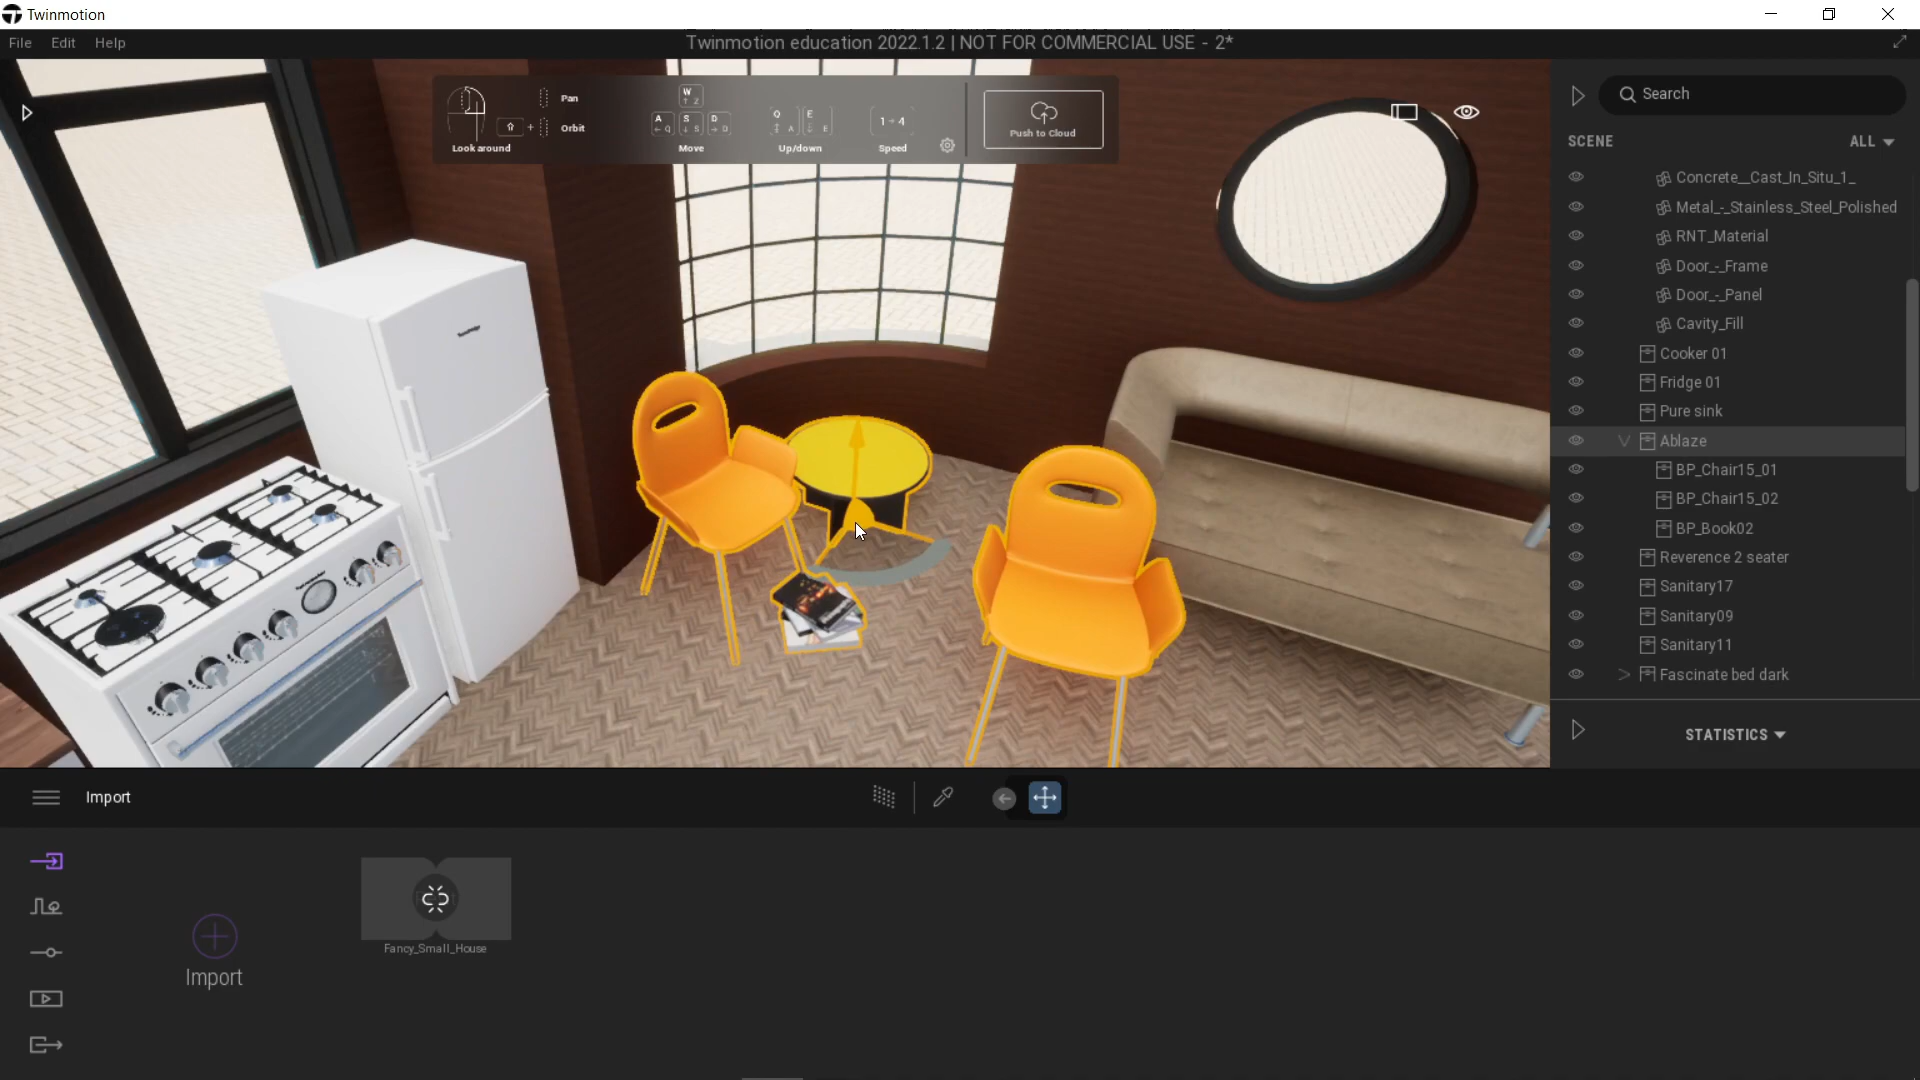 Twinmotion
File Edit Help
Twinmotion education 2022.1.2 | NOT FOR COMMERCIAL USE - 2*
Pan
Orbit
Look around
W
Z
A
Q
S
S
D
D
Move
Q
A
E
E
Up/down
1 - 4
Speed
Push to Cloud
Search
SCENE
ALL
Concrete__Cast_In_Situ_1_
Metal_-_Stainless_Steel_Polished
RNT_Material
Door_-_Frame
Door_-_Panel
Cavity_Fill
Cooker 01
Fridge 01
Pure sink
Ablaze
BP_Chair15_01
BP_Chair15_02
BP_Book02
Reverence 2 seater
Sanitary17
Sanitary09
Sanitary11
Fascinate bed dark
STATISTICS
Import
Import
Fancy_Small_House